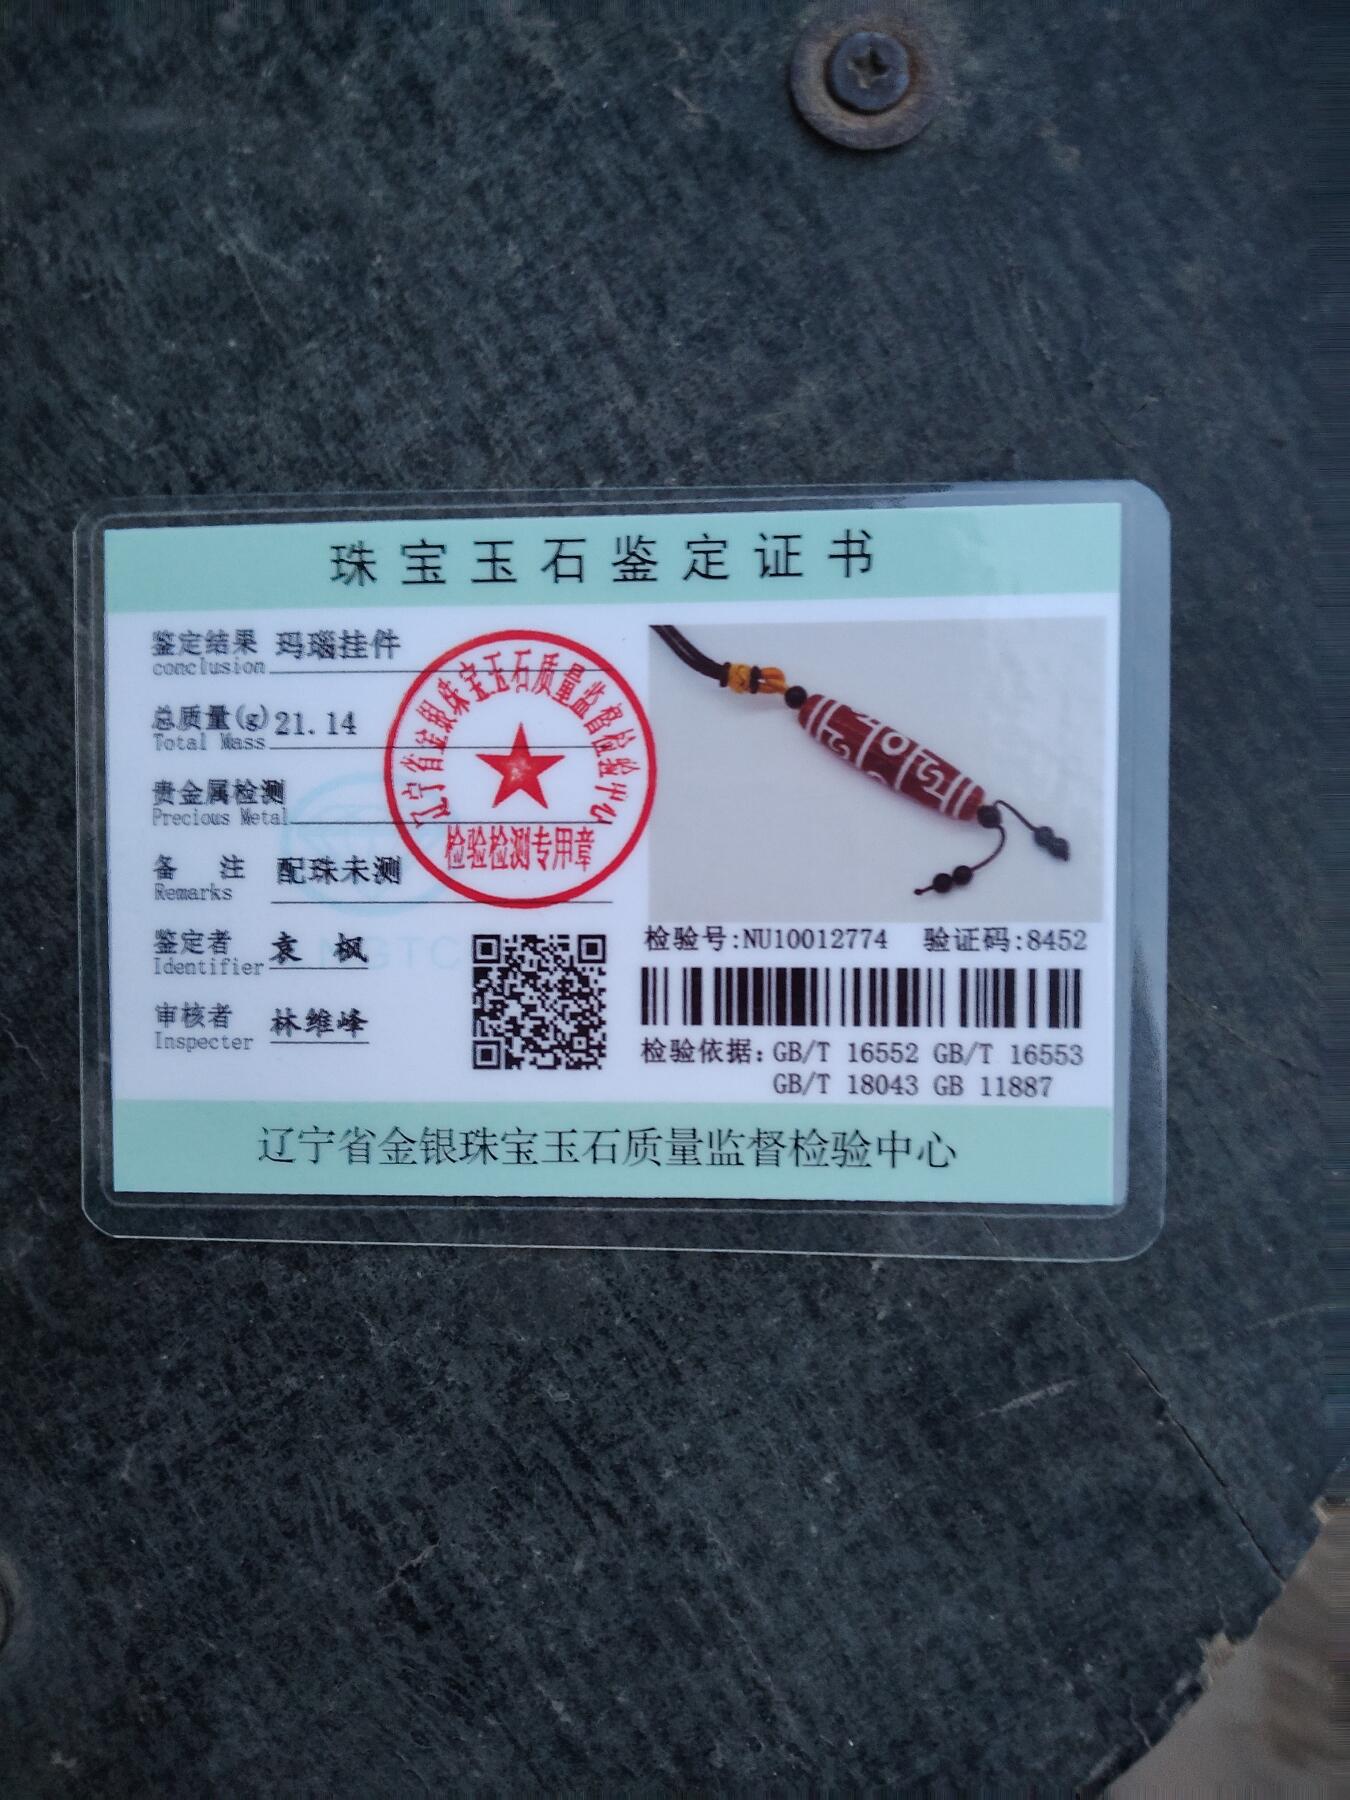 珠宝玉石鉴定证书
鉴定结果 玛瑙挂件
conclusion
总质量(g) 21.14
Total Mass
贵金属检测
Precious Metal
备 注 配珠未测
Remarks
鉴定者 袁 枫
Identifier
审核者 林维峰
Inspecter
辽宁省金银珠宝玉石质量监督检验中心
检验检测专用章
NGTC
检验号:NU10012774 验证码:8452
检验依据: GB/T 16552 GB/T 16553
GB/T 18043 GB 11887
辽宁省金银珠宝玉石质量监督检验中心